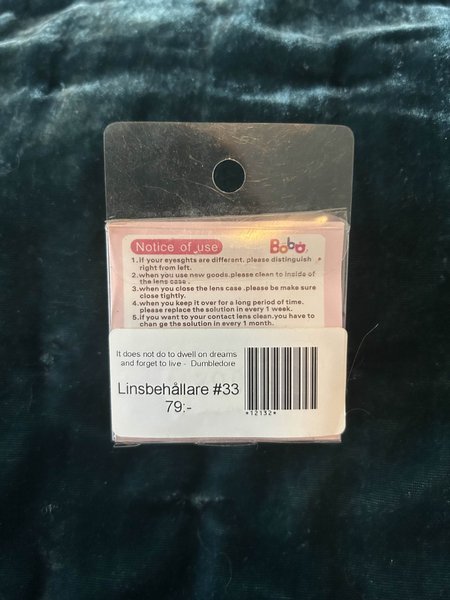 Notice of use
Bobo
1.if your eyesghts are different. please distinguish
right from left.
2.when you use new goods.please clean to inside of
the lens case .
3.when you close the lens case .please be make sure
close tightly.
4.when you keep it over for a long period of time.
please replace the solution in every 1 week.
5.if you want to your contact lens clean.you have to
chan ge the solution in every 1 month.
It does not do to dwell on dreams
and forget to live - Dumbledore
Linsbehållare #33
79:-
*12132*